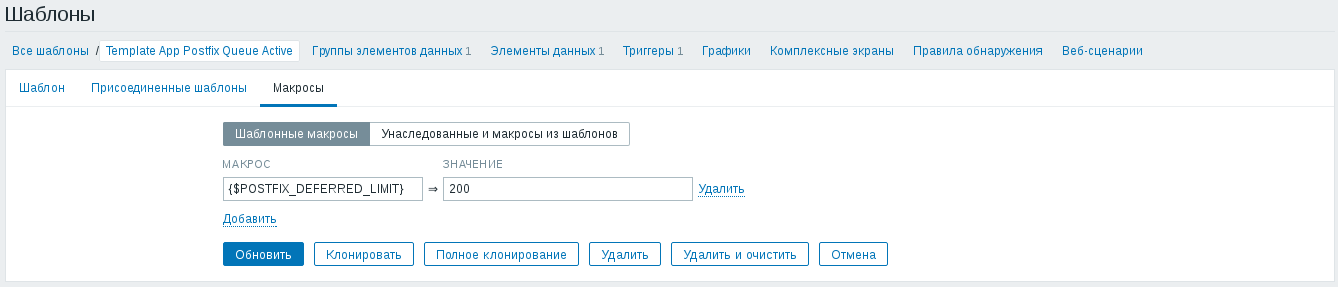 Шаблоны
Все шаблоны / Template App Postfix Queue Active Группы элементов данных 1 Элементы данных 1 Триггеры 1 Графики Комплексные экраны Правила обнаружения Веб-сценарии
Шаблон Присоединенные шаблоны Макросы
Шаблонные макросы Унаследованные и макросы из шаблонов
МАКРОС ЗНАЧЕНИЕ
{$POSTFIX_DEFERRED_LIMIT} ⇒ 200 Удалить
Добавить
Обновить Клонировать Полное клонирование Удалить Удалить и очистить Отмена